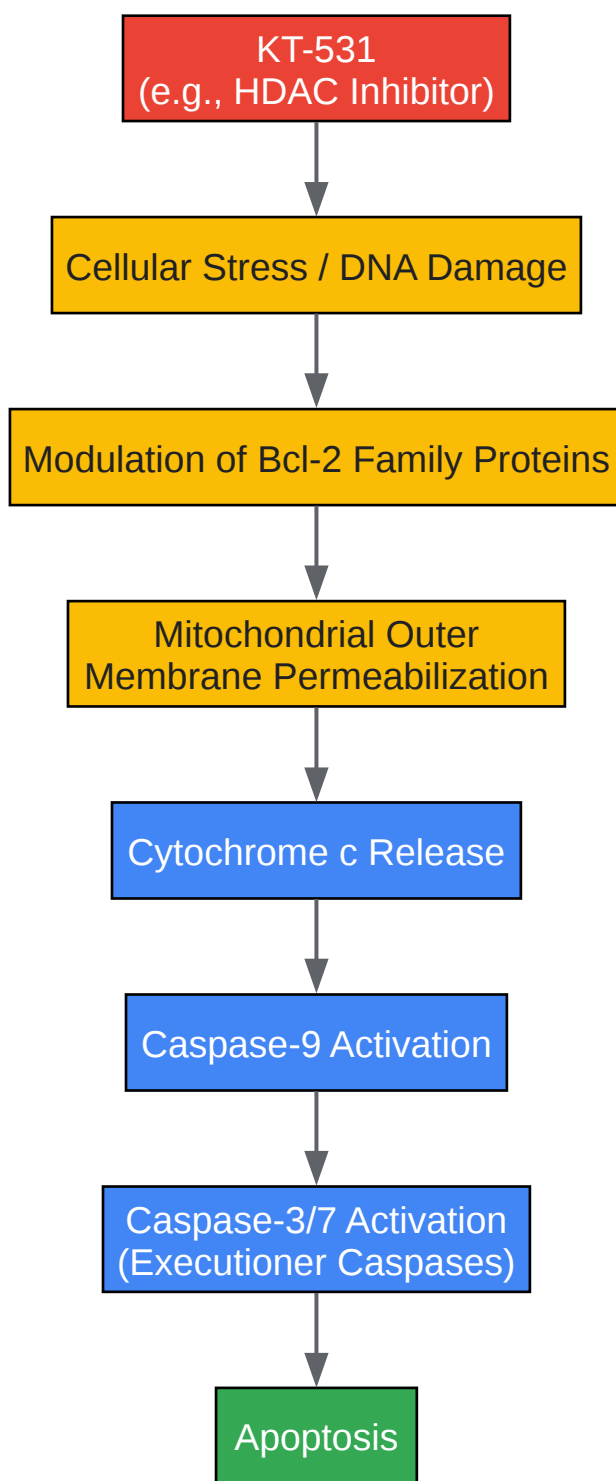 KT-531
(e.g., HDAC Inhibitor)
Cellular Stress / DNA Damage
Modulation of Bcl-2 Family Proteins
Mitochondrial Outer
Membrane Permeabilization
Cytochrome c Release
Caspase-9 Activation
Caspase-3/7 Activation
(Executioner Caspases)
Apoptosis